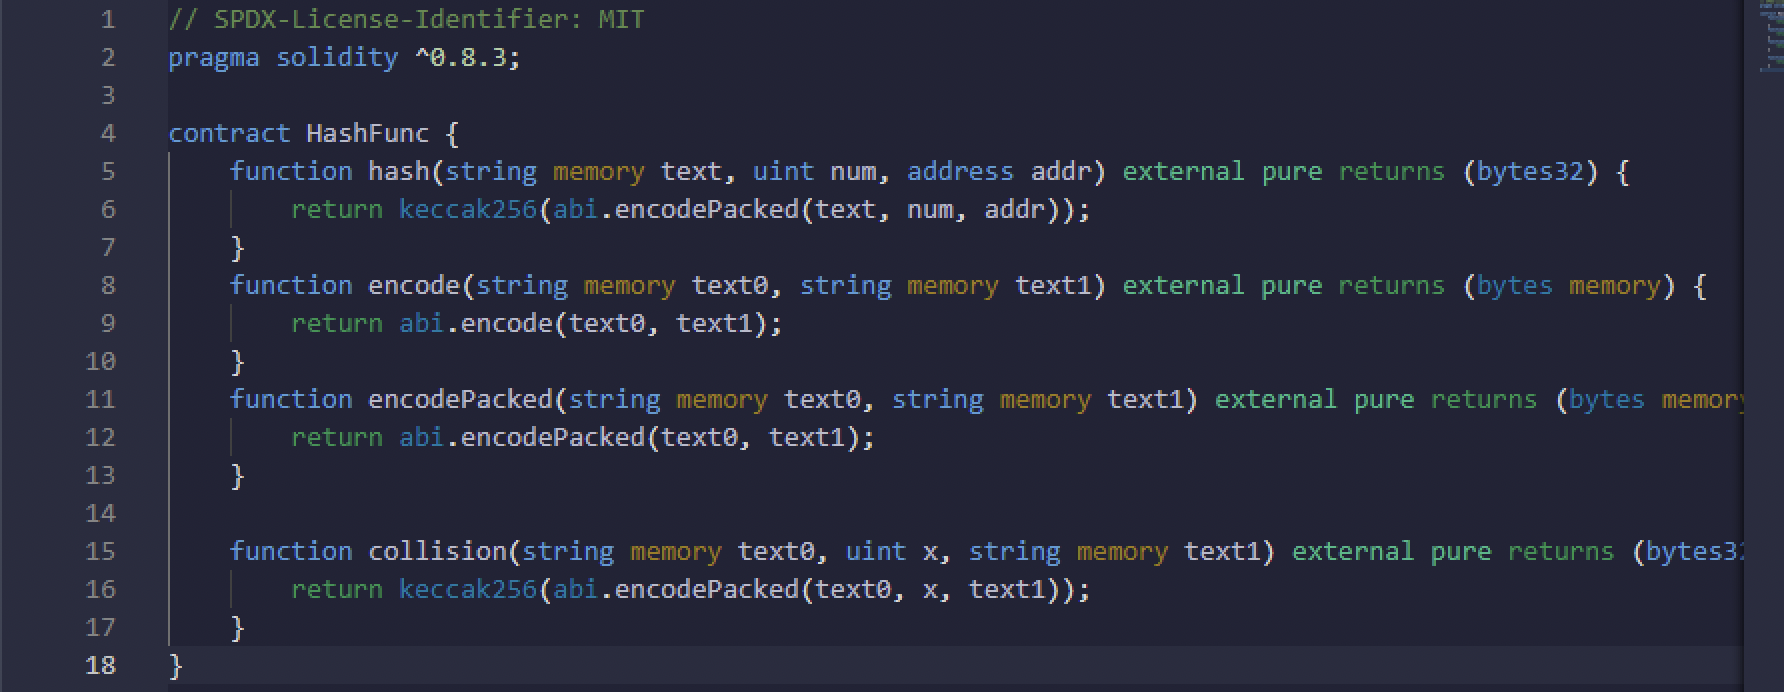 1 // SPDX-License-Identifier: MIT
2 pragma solidity ^0.8.3;
3
4 contract HashFunc {
5 function hash(string memory text, uint num, address addr) external pure returns (bytes32) {
6 return keccak256(abi.encodePacked(text, num, addr));
7 }
8 function encode(string memory text0, string memory text1) external pure returns (bytes memory) {
9 return abi.encode(text0, text1);
10 }
11 function encodePacked(string memory text0, string memory text1) external pure returns (bytes memory
12 return abi.encodePacked(text0, text1);
13 }
14
15 function collision(string memory text0, uint x, string memory text1) external pure returns (bytes32
16 return keccak256(abi.encodePacked(text0, x, text1));
17 }
18 }